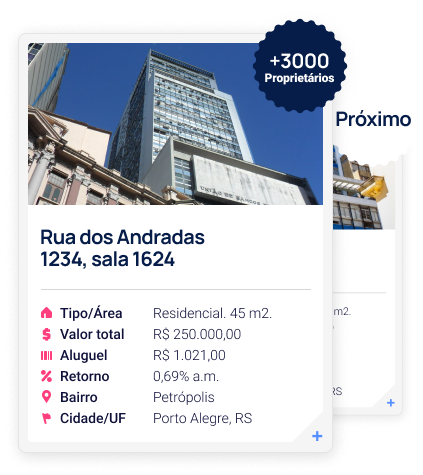 +3000
Proprietários
Próximo
Rua dos Andradas
1234, sala 1624
Tipo/Área Residencial. 45 m2.
Valor total R$ 250.000,00
Aluguel R$ 1.021,00
Retorno 0,69% a.m.
Bairro Petrópolis
Cidade/UF Porto Alegre, RS
m2.
RS
+
+